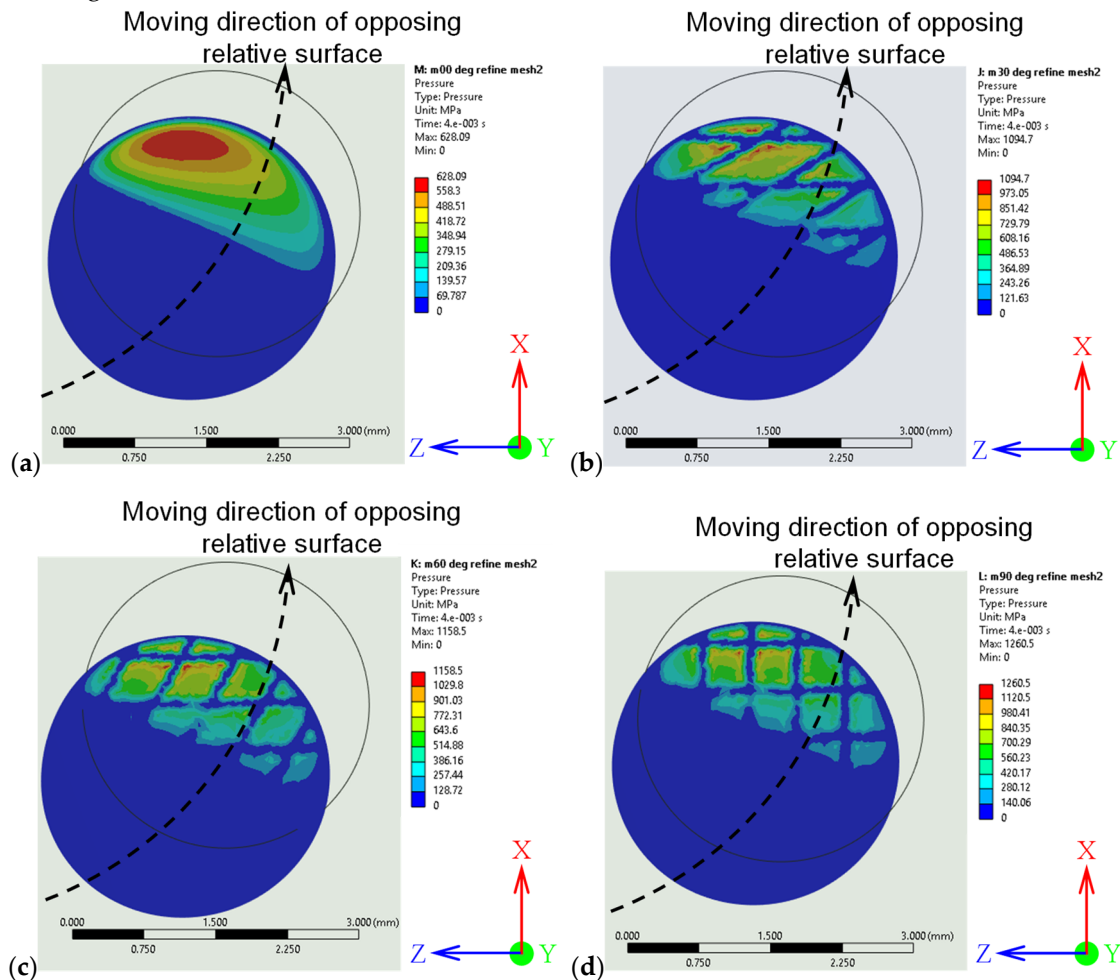 Moving direction of opposing
relative surface
M: m00 deg refine mesh2
Pressure
Type: Pressure
Unit: MPa
Time: 4.e-003 s
Max: 628.09
Min: 0
628.09
558.3
488.51
418.72
348.94
279.15
209.36
139.57
69.787
0
X
Z
Y
0.000
1.500
3.000 (mm)
0.750
2.250
(a)
Moving direction of opposing
relative surface
J: m30 deg refine mesh2
Pressure
Type: Pressure
Unit: MPa
Time: 4.e-003 s
Max: 1094.7
Min: 0
1094.7
973.05
851.42
729.79
608.16
486.53
364.89
243.26
121.63
0
X
Z
Y
0.000
1.500
3.000 (mm)
0.750
2.250
(b)
Moving direction of opposing
relative surface
K: m60 deg refine mesh2
Pressure
Type: Pressure
Unit: MPa
Time: 4.e-003 s
Max: 1158.5
Min: 0
1158.5
1029.8
901.03
772.31
643.6
514.88
386.16
257.44
128.72
0
X
Z
Y
0.000
1.500
3.000 (mm)
0.750
2.250
(c)
Moving direction of opposing
relative surface
L: m90 deg refine mesh2
Pressure
Type: Pressure
Unit: MPa
Time: 4.e-003 s
Max: 1260.5
Min: 0
1260.5
1120.5
980.41
840.35
700.29
560.23
420.17
280.12
140.06
0
X
Z
Y
0.000
1.500
3.000 (mm)
0.750
2.250
(d)